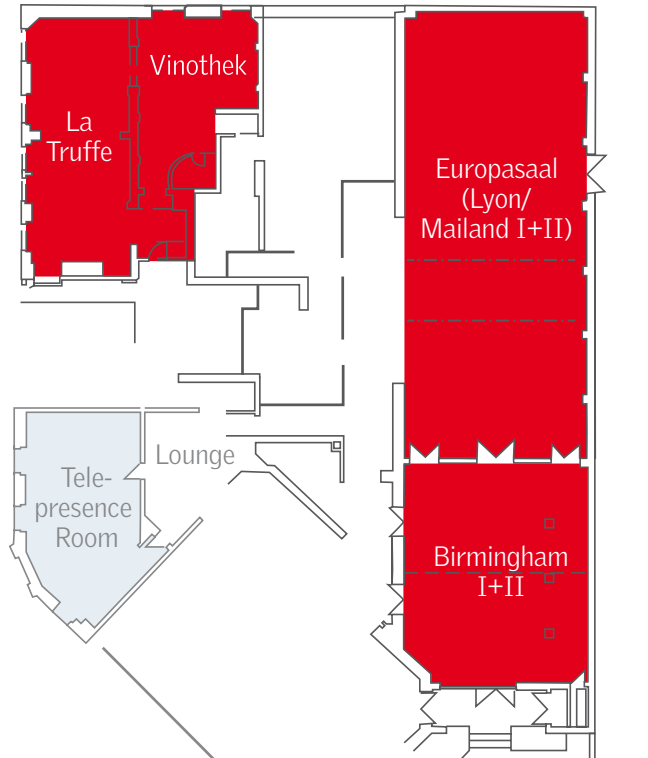 Vinothek
La
Truffe
Europasaal
(Lyon/
Mailand I+II)
Lounge
Tele-
presence
Room
Birmingham
I+II